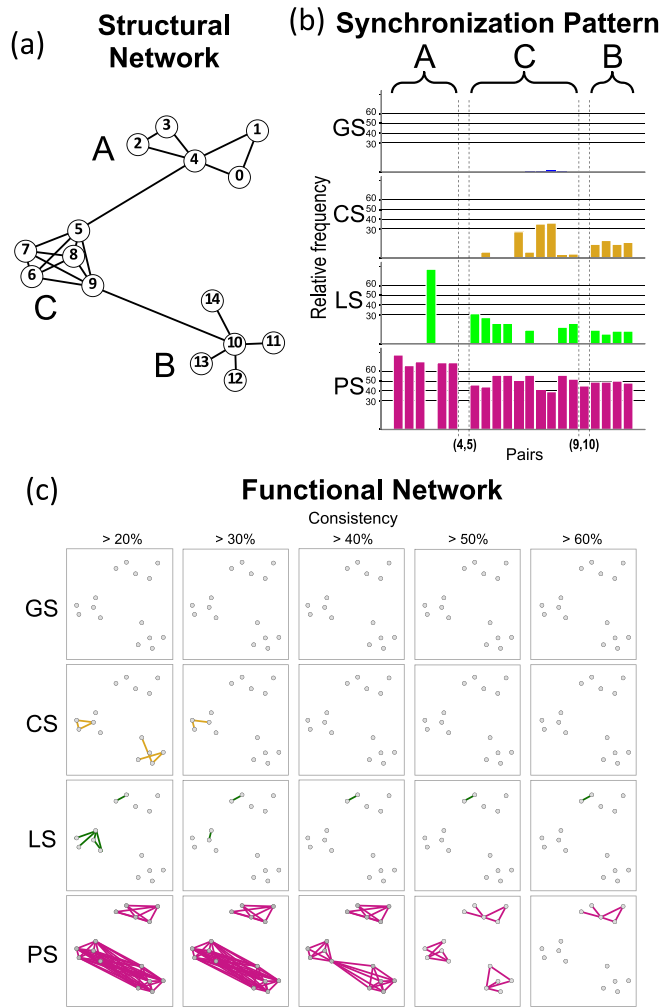 (a)
Structural
Network
A
3
2
4
1
0
5
7
8
6
9
C
14
10
11
13
12
B
(b) Synchronization Pattern
A C B
Relative frequency
GS
60
50
40
30
CS
60
50
40
30
LS
60
50
40
30
PS
60
50
40
30
(4,5) (9,10)
Pairs
(c) Functional Network
Consistency
> 20% > 30% > 40% > 50% > 60%
GS
CS
LS
PS